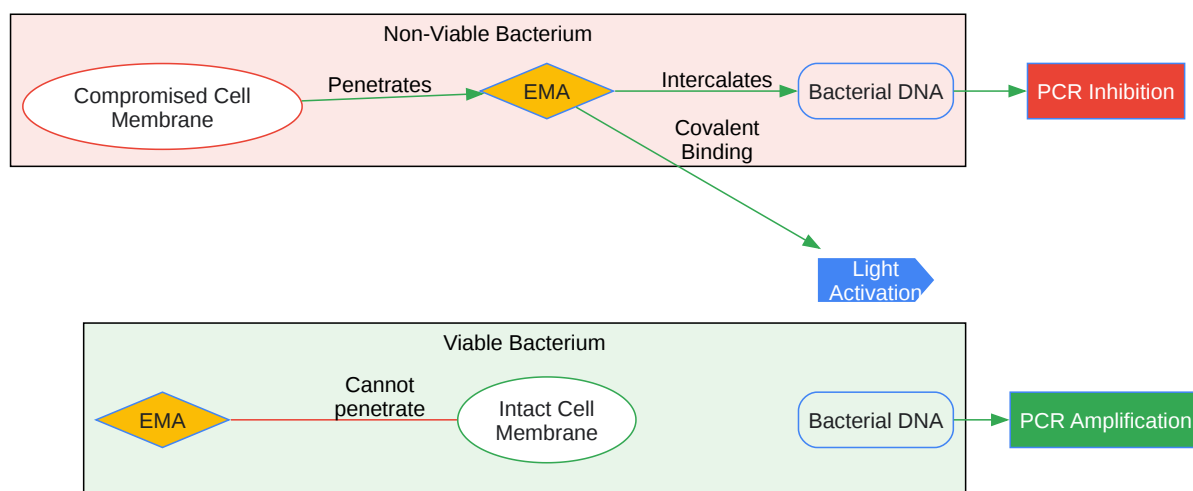 Non-Viable Bacterium
Compromised Cell
Membrane
Penetrates
EMA
Intercalates
Bacterial DNA
PCR Inhibition
Covalent
Binding
Light
Activation
Viable Bacterium
EMA
Cannot
penetrate
Intact Cell
Membrane
Bacterial DNA
PCR Amplification